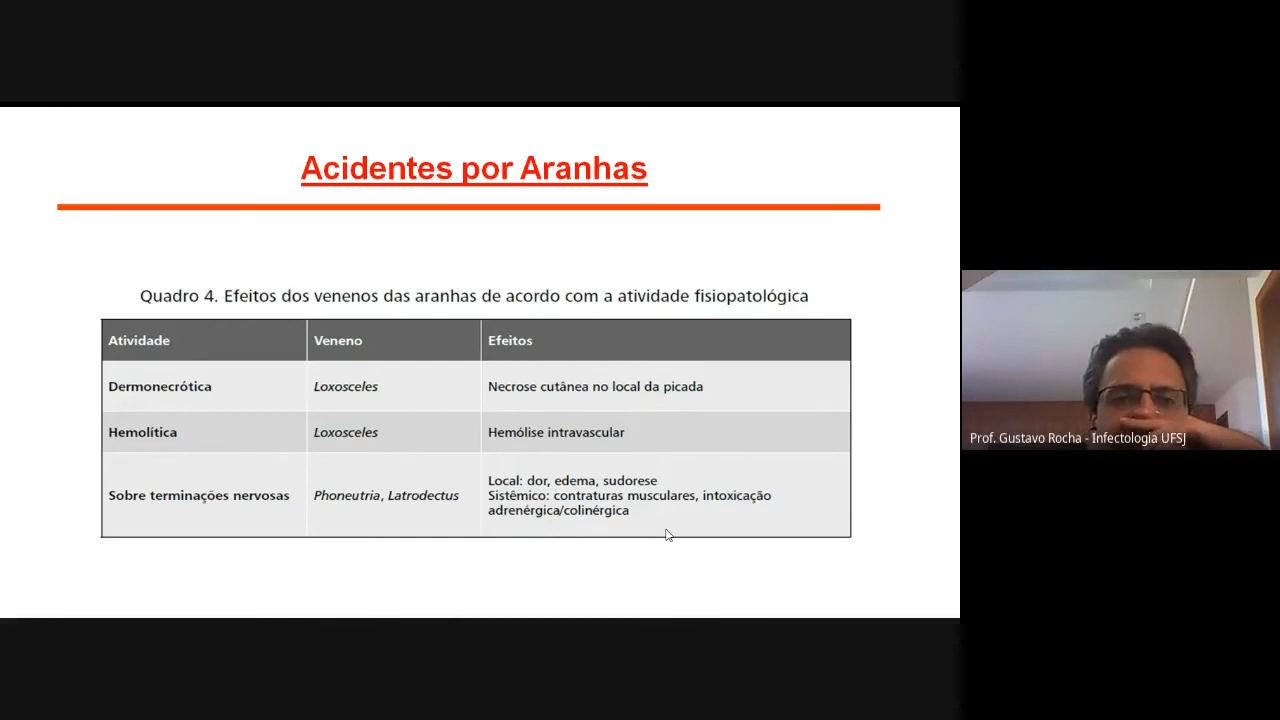 Acidentes por Aranhas
Quadro 4. Efeitos dos venenos das aranhas de acordo com a atividade fisiopatológica
Atividade Veneno Efeitos
Dermonecrótica Loxosceles Necrose cutânea no local da picada
Hemolítica Loxosceles Hemólise intravascular
Sobre terminações nervosas Phoneutria, Latrodectus Local: dor, edema, sudorese
Sistêmico: contraturas musculares, intoxicação
adrenérgica/colinérgica
Prof. Gustavo Rocha - Infectologia UFSJ